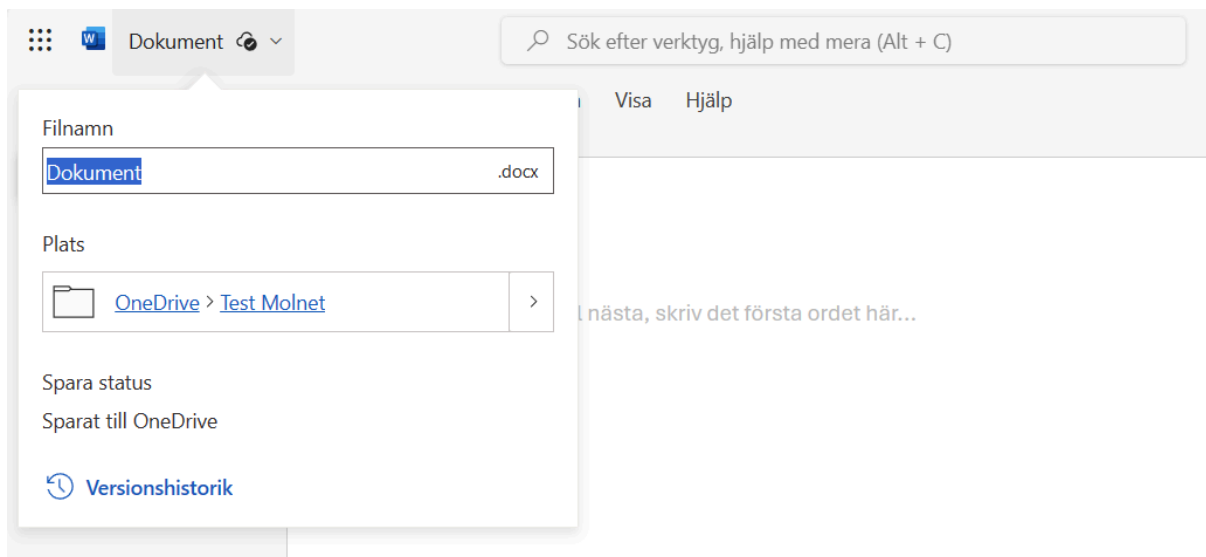 Dokument
Sök efter verktyg, hjälp med mera (Alt + C)
Visa Hjälp
Filnamn
Dokument .docx
Plats
OneDrive > Test Molnet
nästa, skriv det första ordet här...
Spara status
Sparat till OneDrive
Versionshistorik